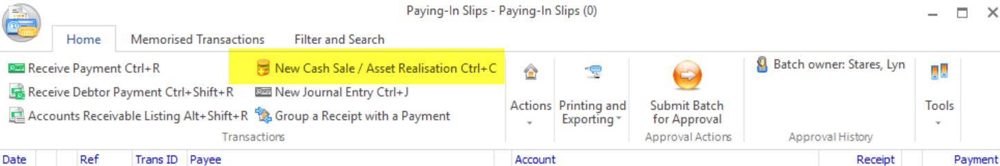 Paying-In Slips - Paying-In Slips (0)
Home Memorised Transactions Filter and Search
Receive Payment Ctrl+R
Receive Debtor Payment Ctrl+Shift+R
Accounts Receivable Listing Alt+Shift+R
New Cash Sale / Asset Realisation Ctrl+C
New Journal Entry Ctrl+J
Group a Receipt with a Payment
Transactions
Actions
Printing and
Exporting
Submit Batch
for Approval
Approval Actions
Batch owner: Stares, Lyn
Approval History
Tools
Date Ref Trans ID Payee Account Receipt Payment